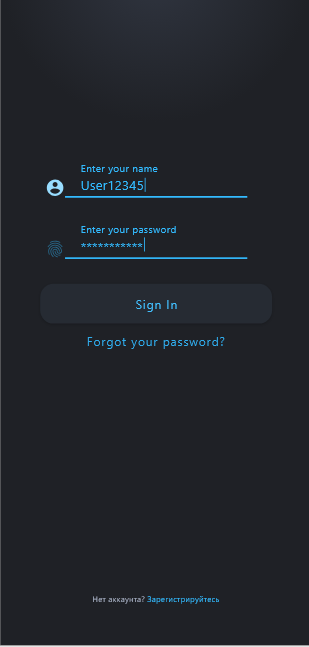 Enter your name
User12345
Enter your password
***********
Sign In
Forgot your password?
Нет аккаунта? Зарегистрируйтесь